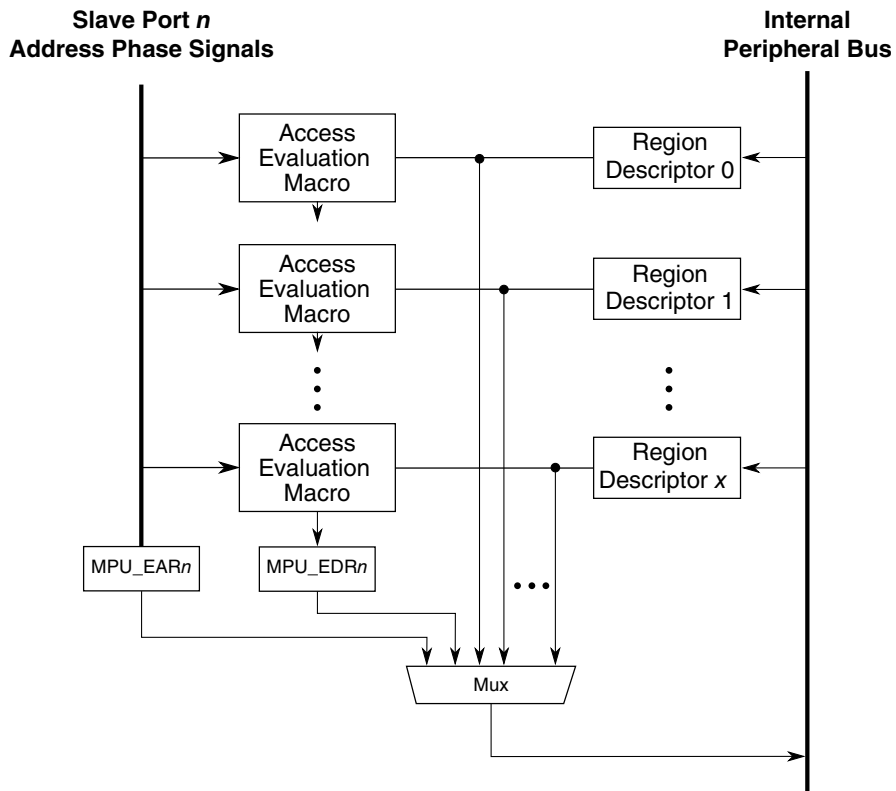 Slave Port n
Address Phase Signals
Internal
Peripheral Bus
Access
Evaluation
Macro
Region
Descriptor 0
Access
Evaluation
Macro
Region
Descriptor 1
Access
Evaluation
Macro
Region
Descriptor x
MPU_EARn
MPU_EDRn
Mux